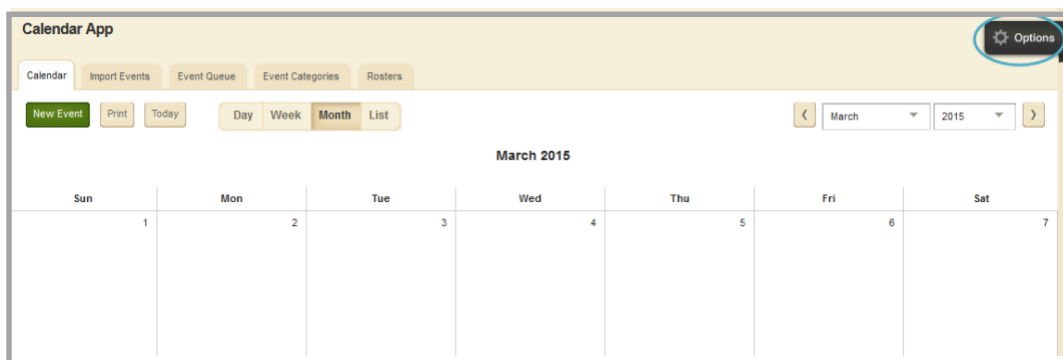 Calendar App
Options
Calendar Import Events Event Queue Event Categories Rosters
New Event Print Today Day Week Month List < March 2015 >
March 2015
Sun Mon Tue Wed Thu Fri Sat
1 2 3 4 5 6 7